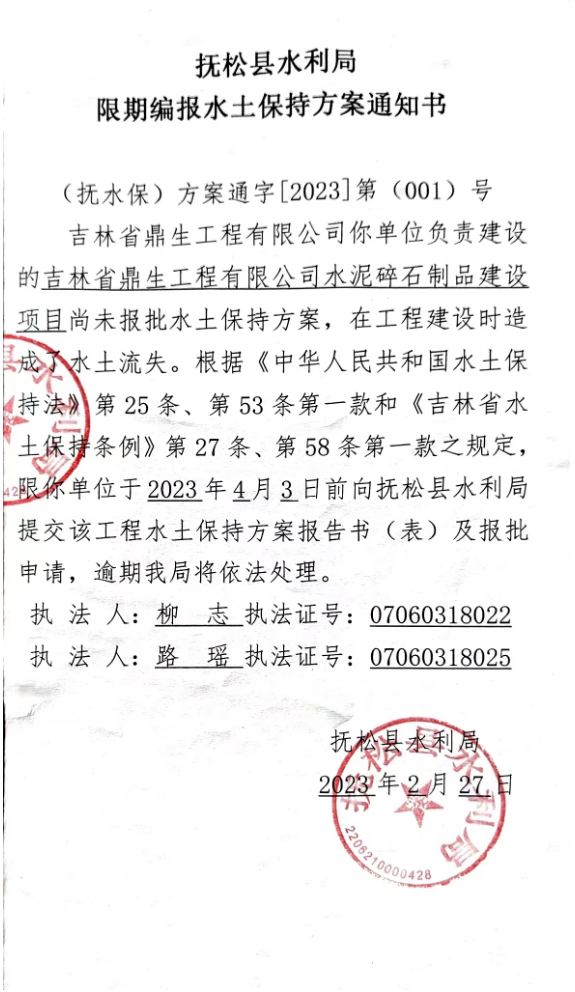 抚松县水利局
限期编报水土保持方案通知书
（抚水保）方案通字[2023]第（001）号
吉林省鼎生工程有限公司你单位负责建设
的吉林省鼎生工程有限公司水泥碎石制品建设
项目尚未报批水土保持方案，在工程建设时造
成了水土流失。根据《中华人民共和国水土保
持法》第25条、第53条第一款和《吉林省水
土保持条例》第27条、第58条第一款之规定，
限你单位于2023年4月3日前向抚松县水利局
提交该工程水土保持方案报告书（表）及报批
申请，逾期我局将依法处理。
执 法 人：柳 志 执法证号：07060318022
执 法 人：路 瑶 执法证号：07060318025
抚松县水利局
2023年2月27日
抚松县水利局
2206210000428
县水利局
428